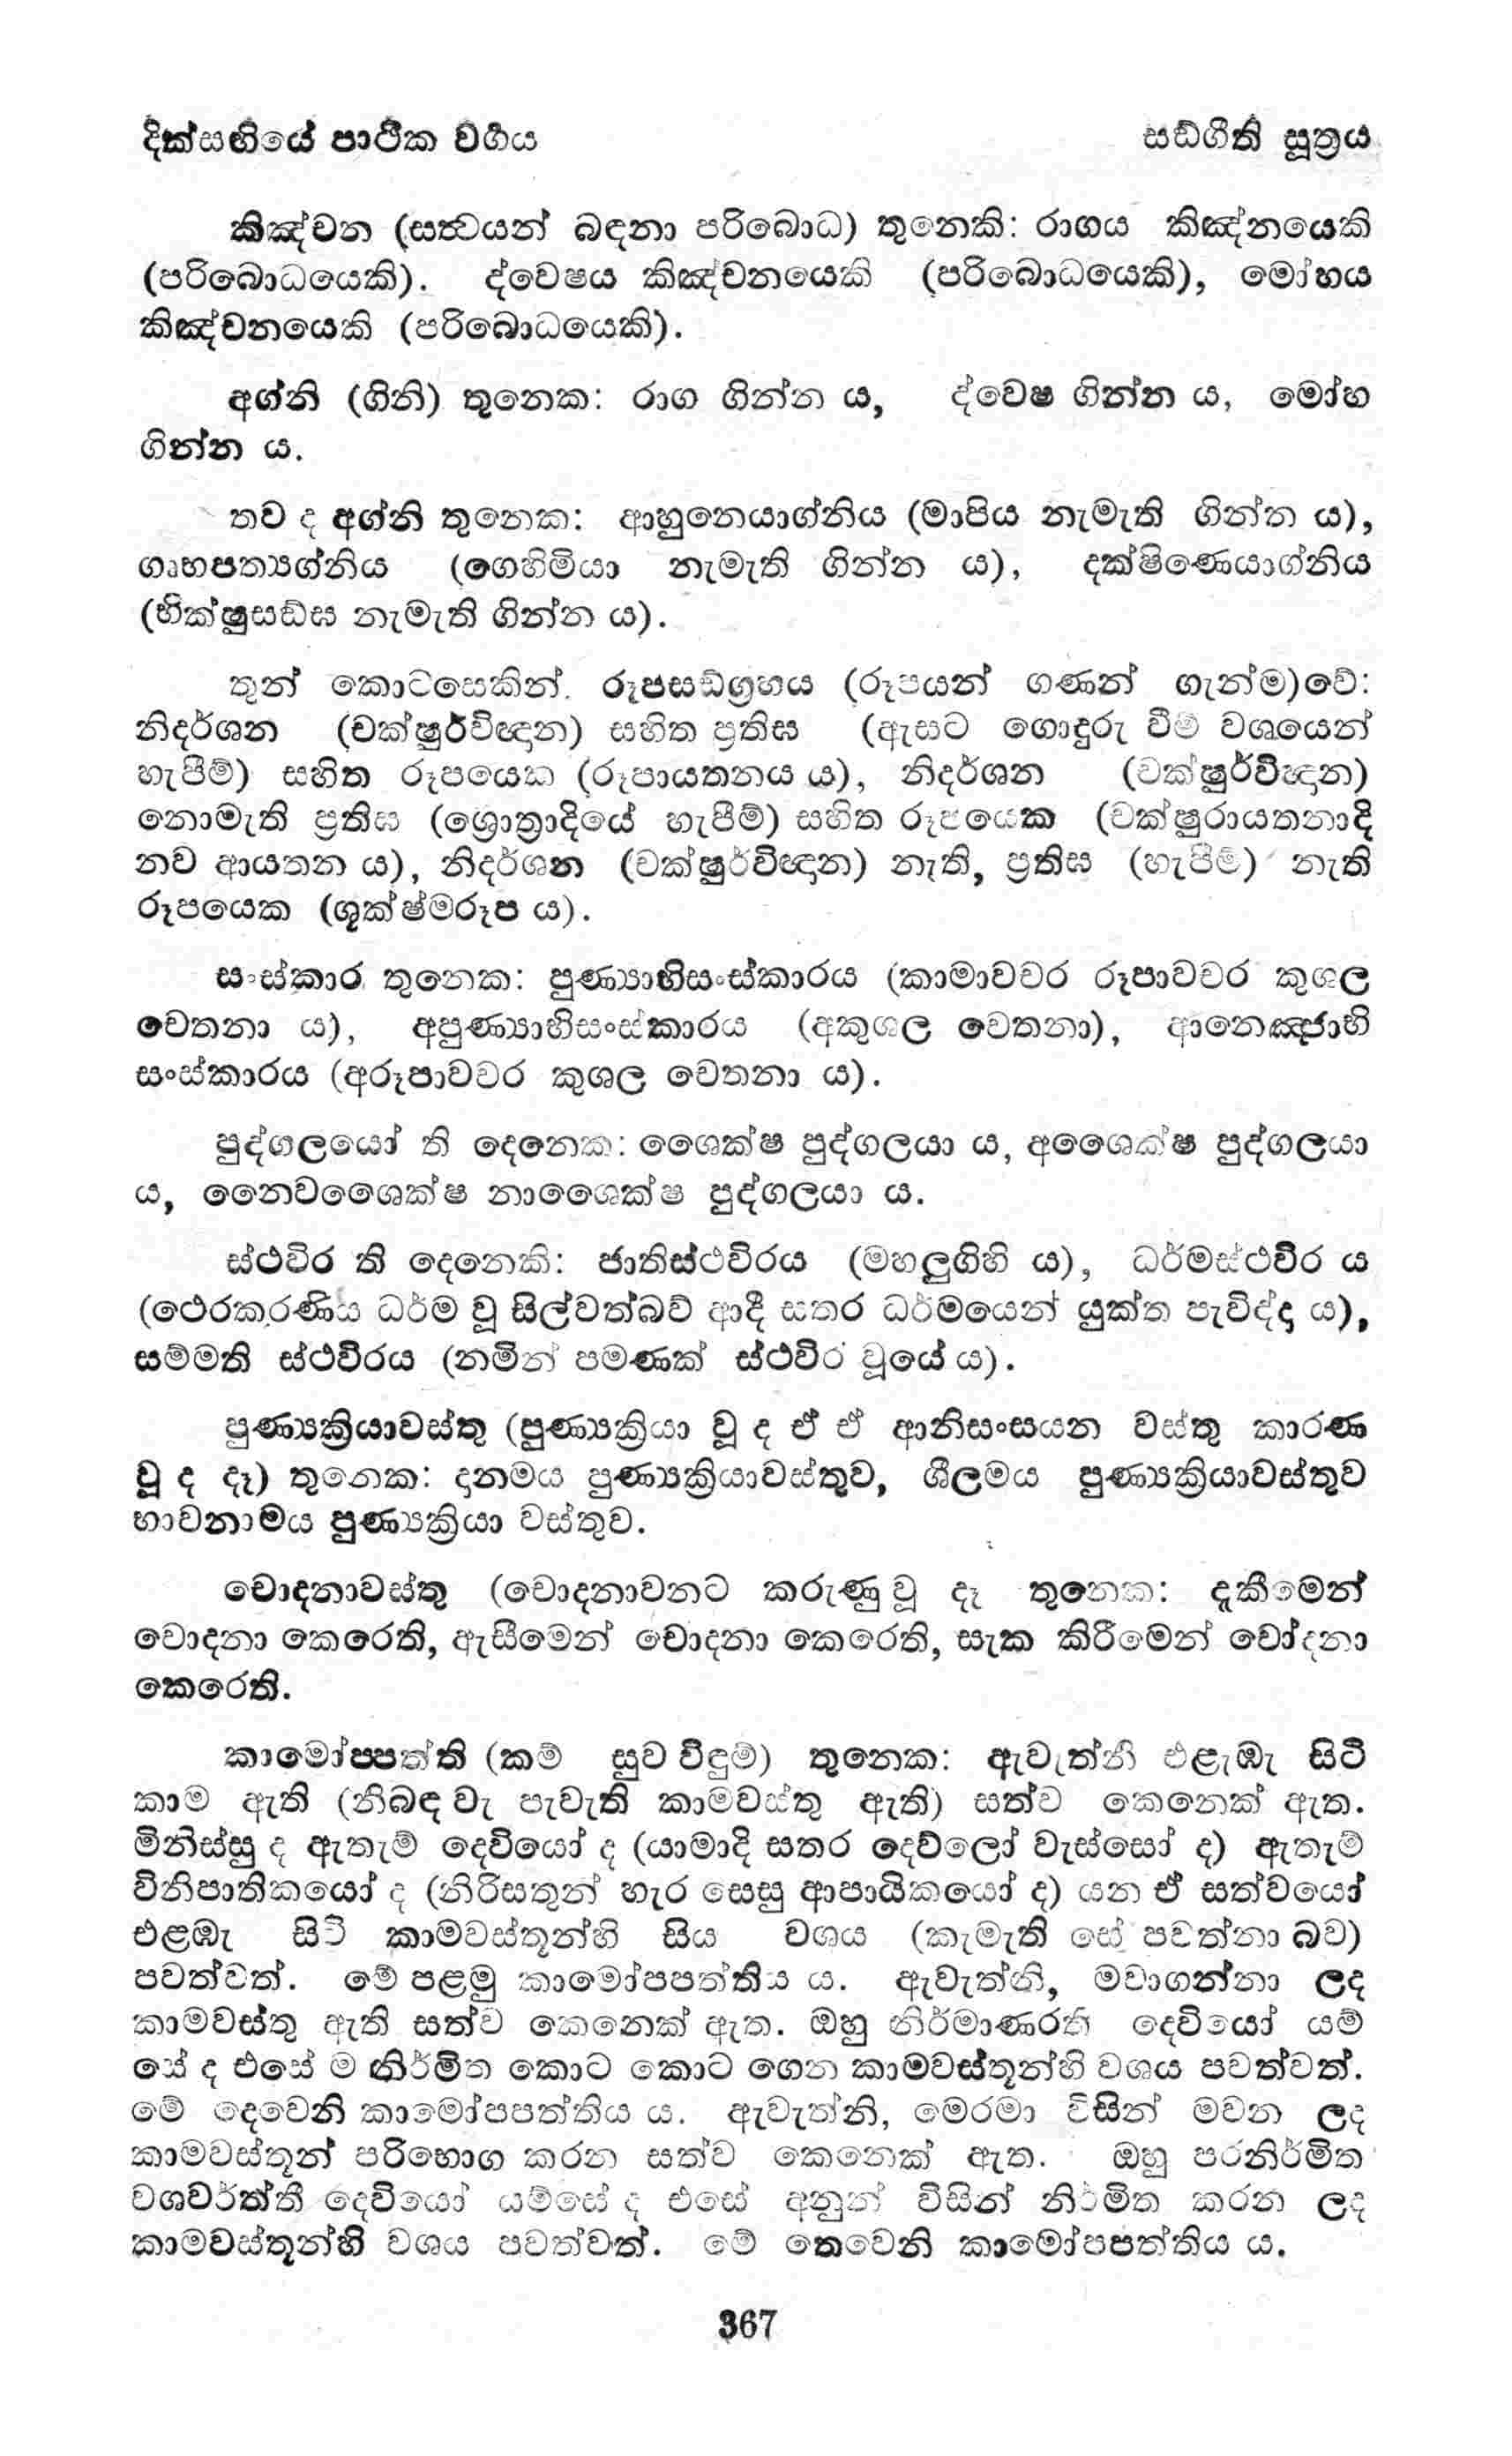 දික්සඟියේ පාථික වර්‍ගය
සඞ්ගීති සූත්‍රය
කිඤ්චන (සත්‍වයන් බඳනා පරිබොධ) තුනෙකි: රාගය කිඤ්නයෙකි
(පරිබොධයෙකි). ද්වෙෂය කිඤ්චනයෙකි (පරිබොධයෙකි), මෝහය
කිඤ්චනයෙකි (පරිබොධයෙකි).
අග්නි (ගිනි) තුනෙක: රාග ගින්න ය, ද්වෙෂ ගින්න ය, මෝහ
ගින්න ය.
තව ද අග්නි තුනෙක: ආහුනෙයාග්නිය (මාපිය නැමැති ගින්න ය),
ගෘහපත්‍යග්නිය (ගෙහිමියා නැමැති ගින්න ය), දක්ෂිණෙයාග්නිය
(භික්ෂුසඞ්ඝ නැමැති ගින්න ය).
තුන් කොටසෙකින් රූපසඞ්ග්‍රහය (රූපයන් ගණන් ගැන්ම)වේ:
නිදර්ශන (චක්ෂුර්විඥාන) සහිත ප්‍රතිඝ (ඇසට ගොදුරු වීම් වශයෙන්
හැපීම්) සහිත රූපයෙක (රූපායතනය ය), නිදර්ශන (චක්ෂුර්විඥාන)
නොමැති ප්‍රතිඝ (ශ්‍රොත්‍රාදියේ හැපීම්) සහිත රූපයෙක (චක්ෂුරායතනාදි
නව ආයතන ය), නිදර්ශන (චක්ෂුර්විඥාන) නැති, ප්‍රතිඝ (හැපීම්) නැති
රූපයෙක (ශූක්ෂ්මරූප ය).
සංස්කාර තුනෙක: පුණ්‍යාභිසංස්කාරය (කාමාවචර රූපාවචර කුශල
චෙතනා ය), අපුණ්‍යාභිසංස්කාරය (අකුශල චෙතනා), ආනෙඤ්ජාභි
සංස්කාරය (අරූපාවචර කුශල චෙතනා ය).
පුද්ගලයෝ ති දෙනෙක: ශෛක්ෂ පුද්ගලයා ය, අශෛක්ෂ පුද්ගලයා
ය, නෛවශෛක්ෂ නාශෛක්ෂ පුද්ගලයා ය.
ස්ථවිර ති දෙනෙකි: ජාතිස්ථවිරය (මහලුගිහි ය), ධර්මස්ථවිර ය
(ථෙරකරණිය ධර්ම වූ සිල්වත්බව් ආදී සතර ධර්මයෙන් යුක්ත පැවිද්ද ය),
සම්මති ස්ථවිරය (නමින් පමණක් ස්ථවිර වූයේ ය).
පුණ්‍යක්‍රියාවස්තු (පුණ්‍යක්‍රියා වූ ද ඒ ඒ ආනිසංසයන වස්තු කාරණ
වූ ද දෑ) තුනෙක: දානමය පුණ්‍යක්‍රියාවස්තුව, ශීලමය පුණ්‍යක්‍රියාවස්තුව
භාවනාමය පුණ්‍යක්‍රියා වස්තුව.
චොදනාවස්තු (චොදනාවනට කරුණු වූ දෑ තුනෙක: දැකීමෙන්
චොදනා කෙරෙති, ඇසීමෙන් චොදනා කෙරෙති, සැක කිරීමෙන් චෝදනා
කෙරෙති.
කාමෝප්පත්ති (කම් සුව විඳුම්) තුනෙක: ඇවැත්නි එළැඹැ සිටි
කාම ඇති (නිබඳ වැ පැවැති කාමවස්තු ඇති) සත්ව කෙනෙක් ඇත.
මිනිස්සු ද ඇතැම් දෙවියෝ ද (යාමාදි සතර දෙව්ලෝ වැස්සෝ ද) ඇතැම්
විනිපාතිකයෝ ද (නිරිසතුන් හැර සෙසු ආපායිකයෝ ද) යන ඒ සත්වයෝ
එළඹැ සිටි කාමවස්තූන්හි සිය වශය (කැමැති සේ පවත්නා බව)
පවත්වත්. මේ පළමු කාමෝපපත්තිය ය. ඇවැත්නි, මවාගන්නා ලද
කාමවස්තු ඇති සත්ව කෙනෙක් ඇත. ඔහු නිර්මාණරති දෙවියෝ යම්
සේ ද එසේ ම නිර්මිත කොට කොට ගෙන කාමවස්තූන්හි වශය පවත්වත්.
මේ දෙවෙනි කාමෝපපත්තිය ය. ඇවැත්නි, මෙරමා විසින් මවන ලද
කාමවස්තූන් පරිභොග කරන සත්ව කෙනෙක් ඇත. ඔහු පරනිර්මිත
වශවර්ත්තී දෙවියෝ යම්සේ ද එසේ අනුන් විසින් නිර්මිත කරන ලද
කාමවස්තූන්හි වශය පවත්වත්. මේ තෙවෙනි කාමෝපපත්තිය ය.
367